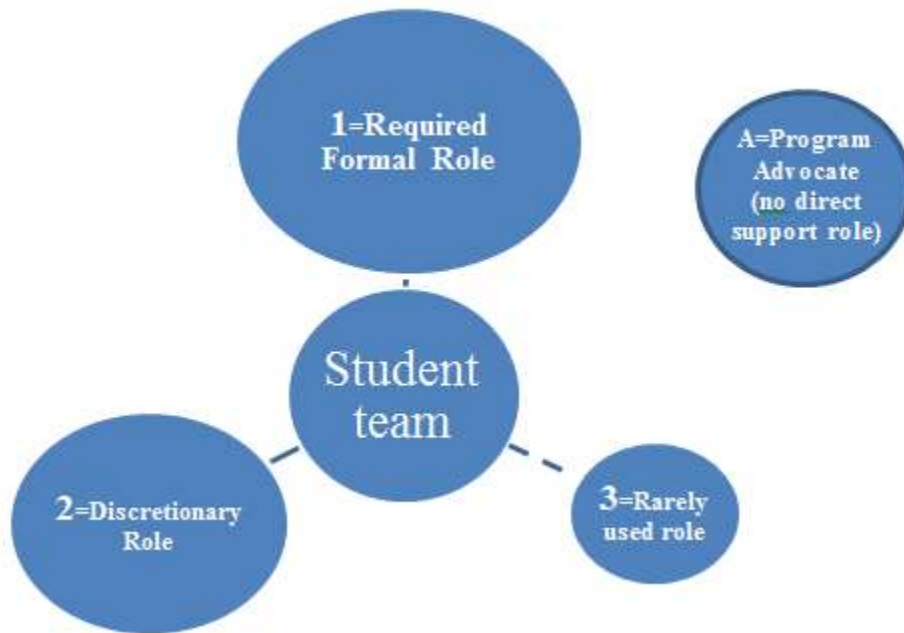 1=Required
Formal Role
A=Program
Advocate
(no direct
support role)
Student
team
2=Discretionary
Role
3=Rarely
used role